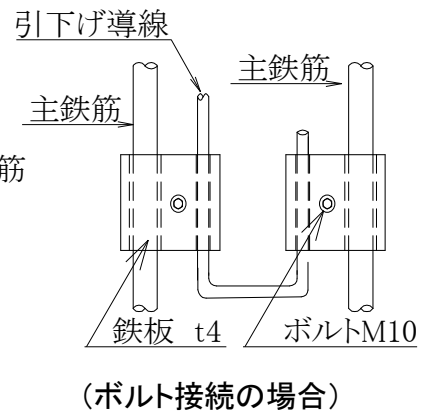 引下げ導線
主鉄筋
主鉄筋
筋
鉄板 t4
ボルトM10
(ボルト接続の場合)